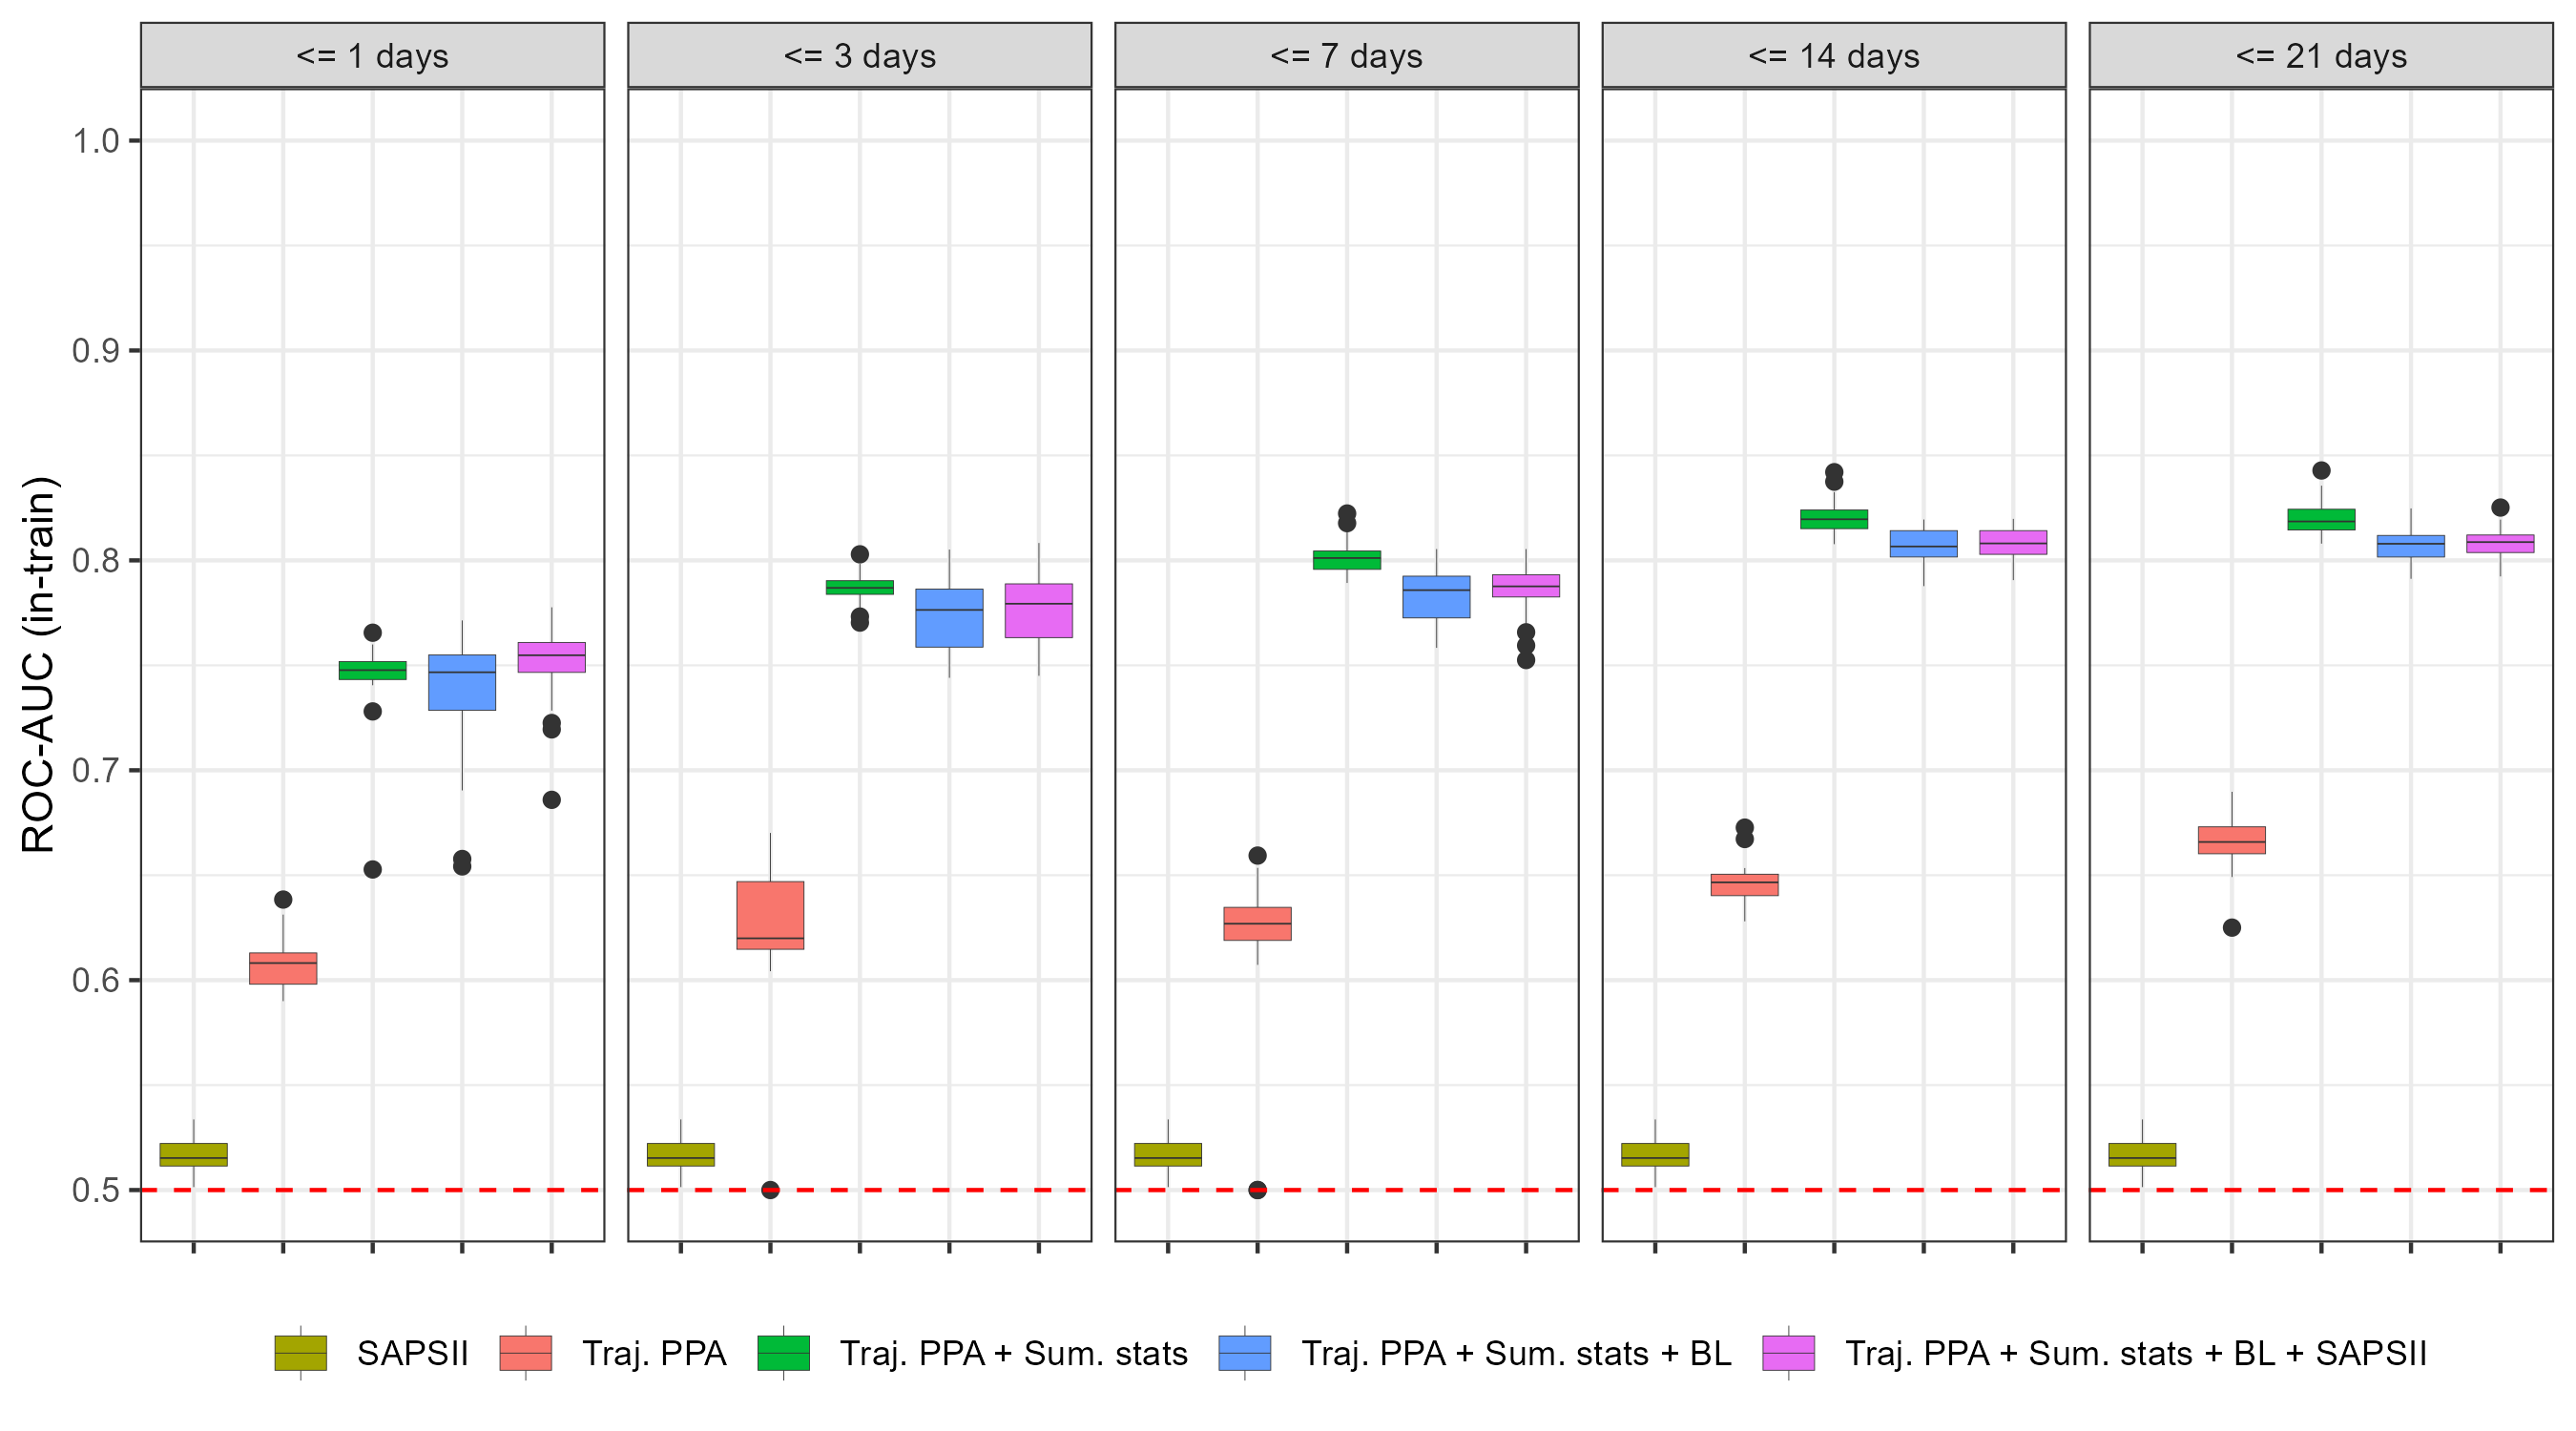 <= 1 days
<= 3 days
<= 7 days
<= 14 days
<= 21 days
ROC-AUC (in-train)
1.0
0.9
0.8
0.7
0.6
0.5
SAPSII
Traj. PPA
Traj. PPA + Sum. stats
Traj. PPA + Sum. stats + BL
Traj. PPA + Sum. stats + BL + SAPSII